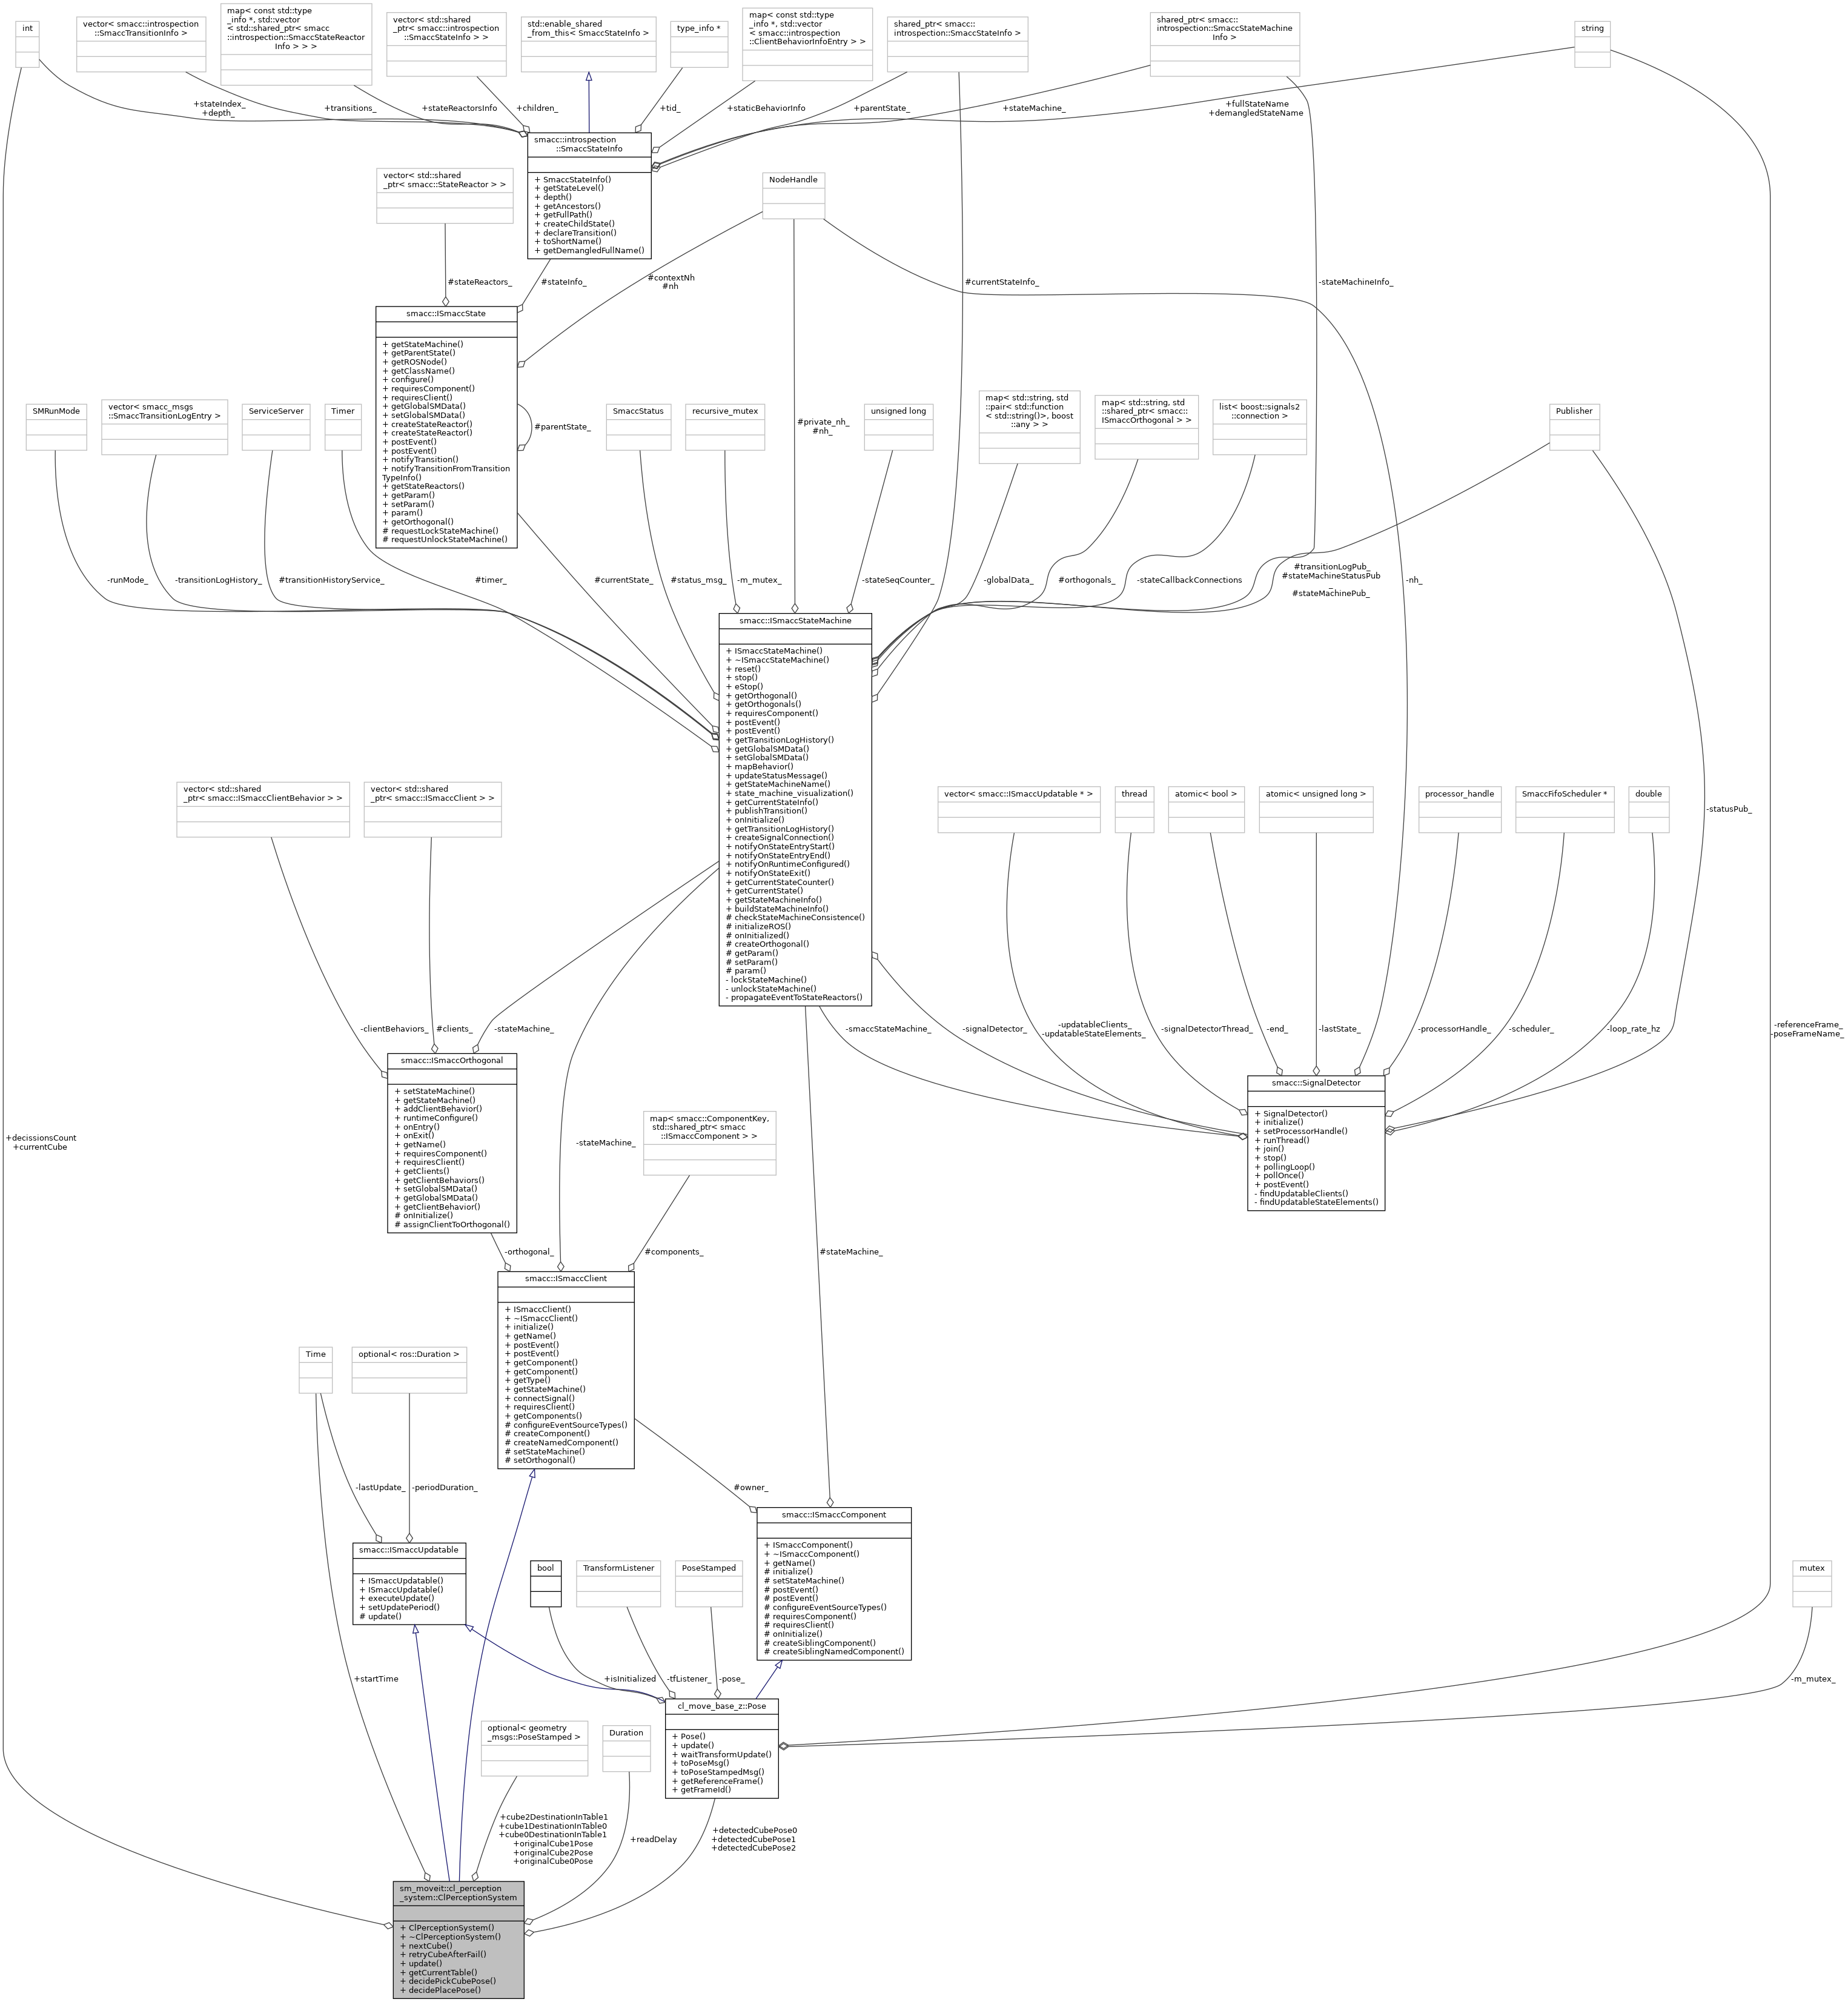 int
vector< smacc::introspection
::SmaccTransitionInfo >
map< const std::type
_info *, std::vector
< std::shared_ptr< smacc
::introspection::SmaccStateReactor
Info > > >
vector< std::shared
_ptr< smacc::introspection
::SmaccStateInfo > >
std::enable_shared
_from_this< SmaccStateInfo >
type_info *
map< const std::type
_info *, std::vector
< smacc::introspection
::ClientBehaviorInfoEntry > >
shared_ptr< smacc::
introspection::SmaccStateInfo >
shared_ptr< smacc::
introspection::SmaccStateMachine
Info >
string
+stateIndex_
+depth_
+transitions_
+stateReactorsInfo
+children_
+tid_
+staticBehaviorInfo
+parentState_
+stateMachine_
+fullStateName
+demangledStateName
smacc::introspection
::SmaccStateInfo
+ SmaccStateInfo()
+ getStateLevel()
+ depth()
+ getAncestors()
+ getFullPath()
+ createChildState()
+ declareTransition()
+ toShortName()
+ getDemangledFullName()
vector< std::shared
_ptr< smacc::StateReactor > >
NodeHandle
#stateReactors_
#stateInfo_
#contextNh
#nh
#currentStateInfo_
-stateMachineInfo_
smacc::ISmaccState
+ getStateMachine()
+ getParentState()
+ getROSNode()
+ getClassName()
+ configure()
+ requiresComponent()
+ requiresClient()
+ getGlobalSMData()
+ setGlobalSMData()
+ createStateReactor()
+ createStateReactor()
+ postEvent()
+ postEvent()
+ notifyTransition()
+ notifyTransitionFromTransition
TypeInfo()
+ getStateReactors()
+ getParam()
+ setParam()
+ param()
+ getOrthogonal()
# requestLockStateMachine()
# requestUnlockStateMachine()
#parentState_
#private_nh_
#nh_
SMRunMode
vector< smacc_msgs
::SmaccTransitionLogEntry >
ServiceServer
Timer
SmaccStatus
recursive_mutex
unsigned long
map< std::string, std
::pair< std::function
< std::string()>, boost
::any > >
map< std::string, std
::shared_ptr< smacc::
ISmaccOrthogonal > >
list< boost::signals2
::connection >
Publisher
-runMode_
-transitionLogHistory_
#transitionHistoryService_
#timer_
#currentState_
#status_msg_
-m_mutex_
-stateSeqCounter_
-globalData_
#orthogonals_
-stateCallbackConnections
#transitionLogPub_
#stateMachineStatusPub
_
#stateMachinePub_
-nh_
smacc::ISmaccStateMachine
+ ISmaccStateMachine()
+ ~ISmaccStateMachine()
+ reset()
+ stop()
+ eStop()
+ getOrthogonal()
+ getOrthogonals()
+ requiresComponent()
+ postEvent()
+ postEvent()
+ getTransitionLogHistory()
+ getGlobalSMData()
+ setGlobalSMData()
+ mapBehavior()
+ updateStatusMessage()
+ getStateMachineName()
+ state_machine_visualization()
+ getCurrentStateInfo()
+ publishTransition()
+ onInitialize()
+ getTransitionLogHistory()
+ createSignalConnection()
+ notifyOnStateEntryStart()
+ notifyOnStateEntryEnd()
+ notifyOnRuntimeConfigured()
+ notifyOnStateExit()
+ getCurrentStateCounter()
+ getCurrentState()
+ getStateMachineInfo()
+ buildStateMachineInfo()
# checkStateMachineConsistence()
# initializeROS()
# onInitialized()
# createOrthogonal()
# getParam()
# setParam()
# param()
- lockStateMachine()
- unlockStateMachine()
- propagateEventToStateReactors()
vector< std::shared
_ptr< smacc::ISmaccClientBehavior > >
vector< std::shared
_ptr< smacc::ISmaccClient > >
vector< smacc::ISmaccUpdatable * >
thread
atomic< bool >
atomic< unsigned long >
processor_handle
SmaccFifoScheduler *
double
-statusPub_
-clientBehaviors_
#clients_
-stateMachine_
-smaccStateMachine_
-signalDetector_
-updatableClients_
-updatableStateElements_
-signalDetectorThread_
-end_
-lastState_
-processorHandle_
-scheduler_
-loop_rate_hz
-referenceFrame_
-poseFrameName_
smacc::ISmaccOrthogonal
+ setStateMachine()
+ getStateMachine()
+ addClientBehavior()
+ runtimeConfigure()
+ onEntry()
+ onExit()
+ getName()
+ requiresComponent()
+ requiresClient()
+ getClients()
+ getClientBehaviors()
+ setGlobalSMData()
+ getGlobalSMData()
+ getClientBehavior()
# onInitialize()
# assignClientToOrthogonal()
smacc::SignalDetector
+ SignalDetector()
+ initialize()
+ setProcessorHandle()
+ runThread()
+ join()
+ stop()
+ pollingLoop()
+ pollOnce()
+ postEvent()
- findUpdatableClients()
- findUpdatableStateElements()
+decissionsCount
+currentCube
-stateMachine_
map< smacc::ComponentKey,
std::shared_ptr< smacc
::ISmaccComponent > >
-orthogonal_
#components_
#stateMachine_
smacc::ISmaccClient
+ ISmaccClient()
+ ~ISmaccClient()
+ initialize()
+ getName()
+ postEvent()
+ postEvent()
+ getComponent()
+ getComponent()
+ getType()
+ getStateMachine()
+ connectSignal()
+ requiresClient()
+ getComponents()
# configureEventSourceTypes()
# createComponent()
# createNamedComponent()
# setStateMachine()
# setOrthogonal()
Time
optional< ros::Duration >
-lastUpdate_
-periodDuration_
#owner_
smacc::ISmaccComponent
+ ISmaccComponent()
+ ~ISmaccComponent()
+ getName()
# initialize()
# setStateMachine()
# postEvent()
# postEvent()
# configureEventSourceTypes()
# requiresComponent()
# requiresClient()
# onInitialize()
# createSiblingComponent()
# createSiblingNamedComponent()
smacc::ISmaccUpdatable
+ ISmaccUpdatable()
+ ISmaccUpdatable()
+ executeUpdate()
+ setUpdatePeriod()
# update()
bool
TransformListener
PoseStamped
mutex
+startTime
+isInitialized
-tfListener_
-pose_
-m_mutex_
cl_move_base_z::Pose
+ Pose()
+ update()
+ waitTransformUpdate()
+ toPoseMsg()
+ toPoseStampedMsg()
+ getReferenceFrame()
+ getFrameId()
optional< geometry
_msgs::PoseStamped >
Duration
+cube2DestinationInTable1
+cube1DestinationInTable0
+cube0DestinationInTable1
+originalCube1Pose
+originalCube2Pose
+originalCube0Pose
+readDelay
+detectedCubePose0
+detectedCubePose1
+detectedCubePose2
sm_moveit::cl_perception
_system::ClPerceptionSystem
+ ClPerceptionSystem()
+ ~ClPerceptionSystem()
+ nextCube()
+ retryCubeAfterFail()
+ update()
+ getCurrentTable()
+ decidePickCubePose()
+ decidePlacePose()